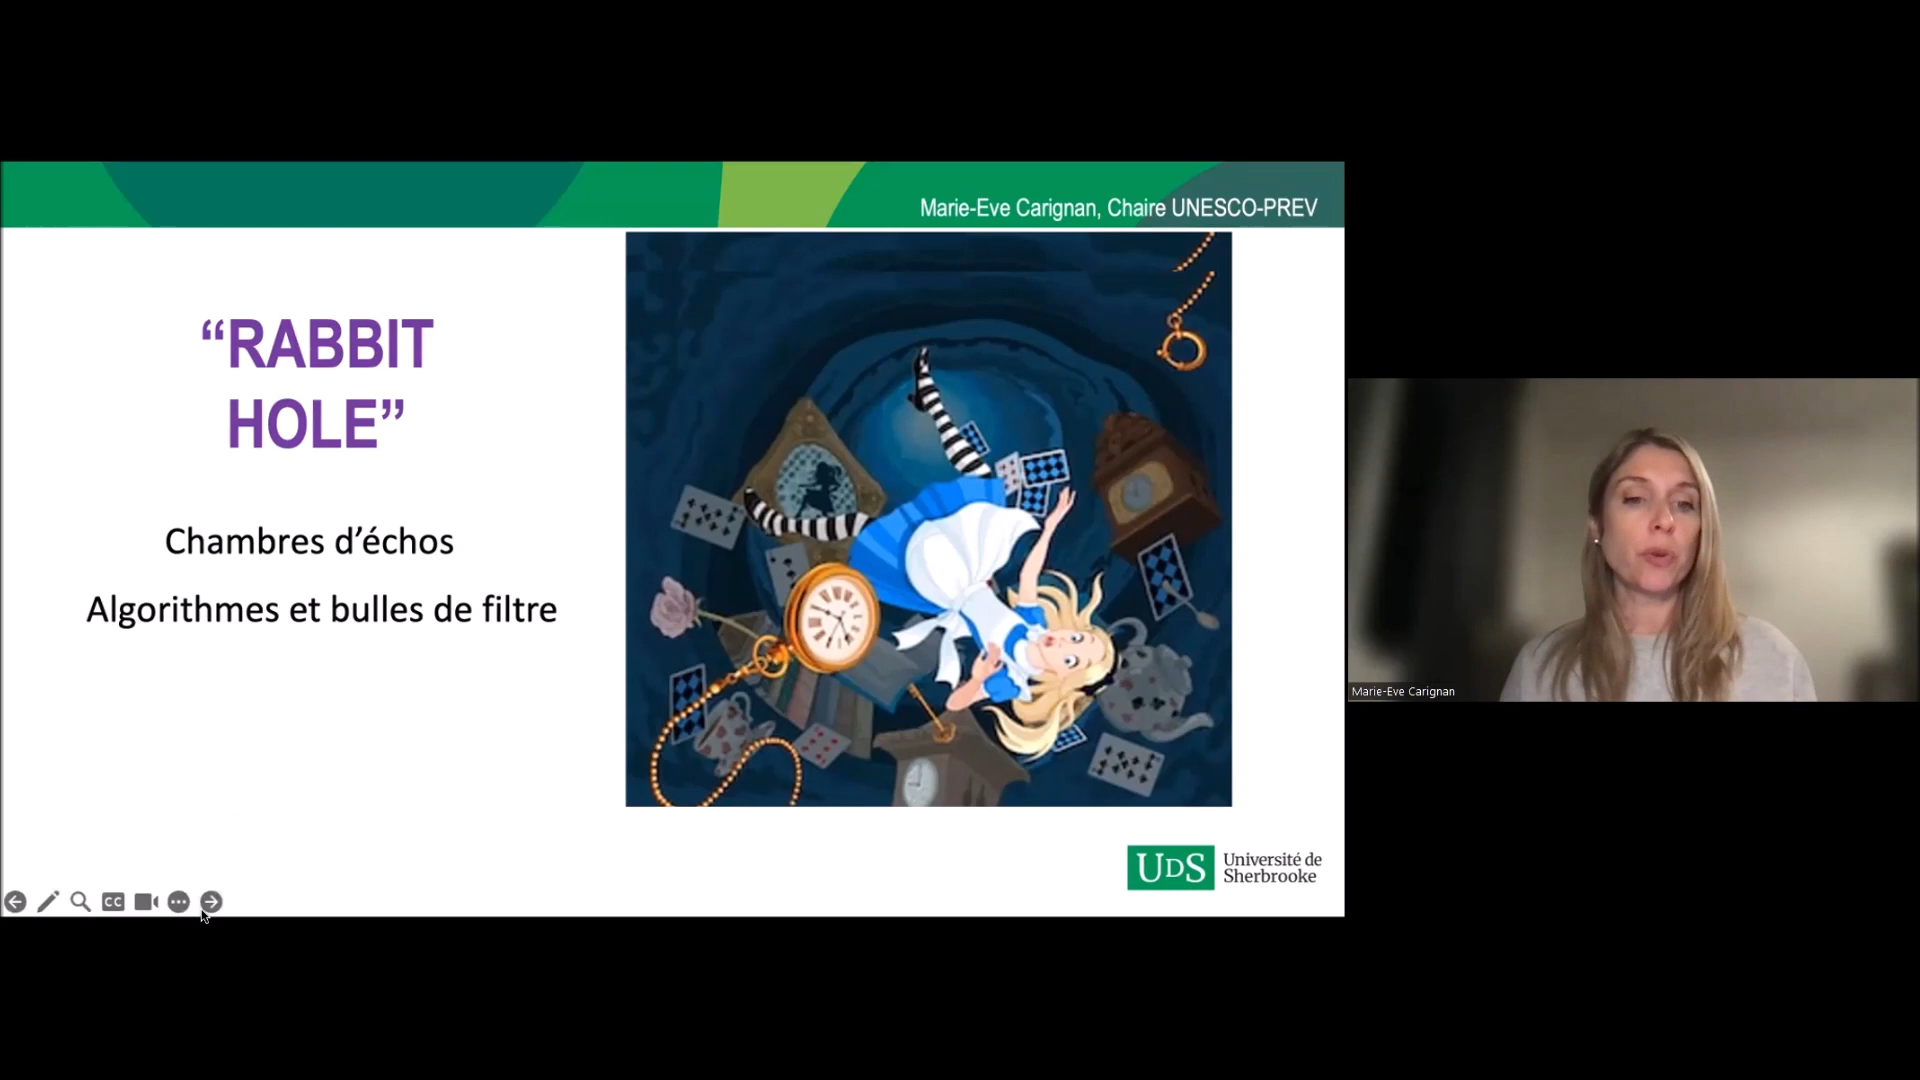 Marie-Eve Carignan, Chaire UNESCO-PREV
“RABBIT
HOLE”
Chambres d’échos
Algorithmes et bulles de filtre
UDS
Université de
Sherbrooke
CC
Marie-Eve Carignan